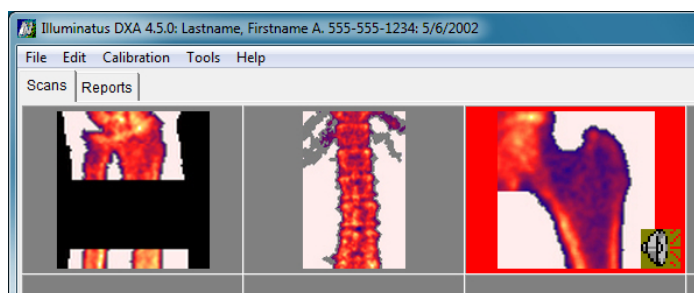 Illuminatus DXA 4.5.0: Lastname, Firstname A. 555-555-1234: 5/6/2002
File Edit Calibration Tools Help
Scans Reports